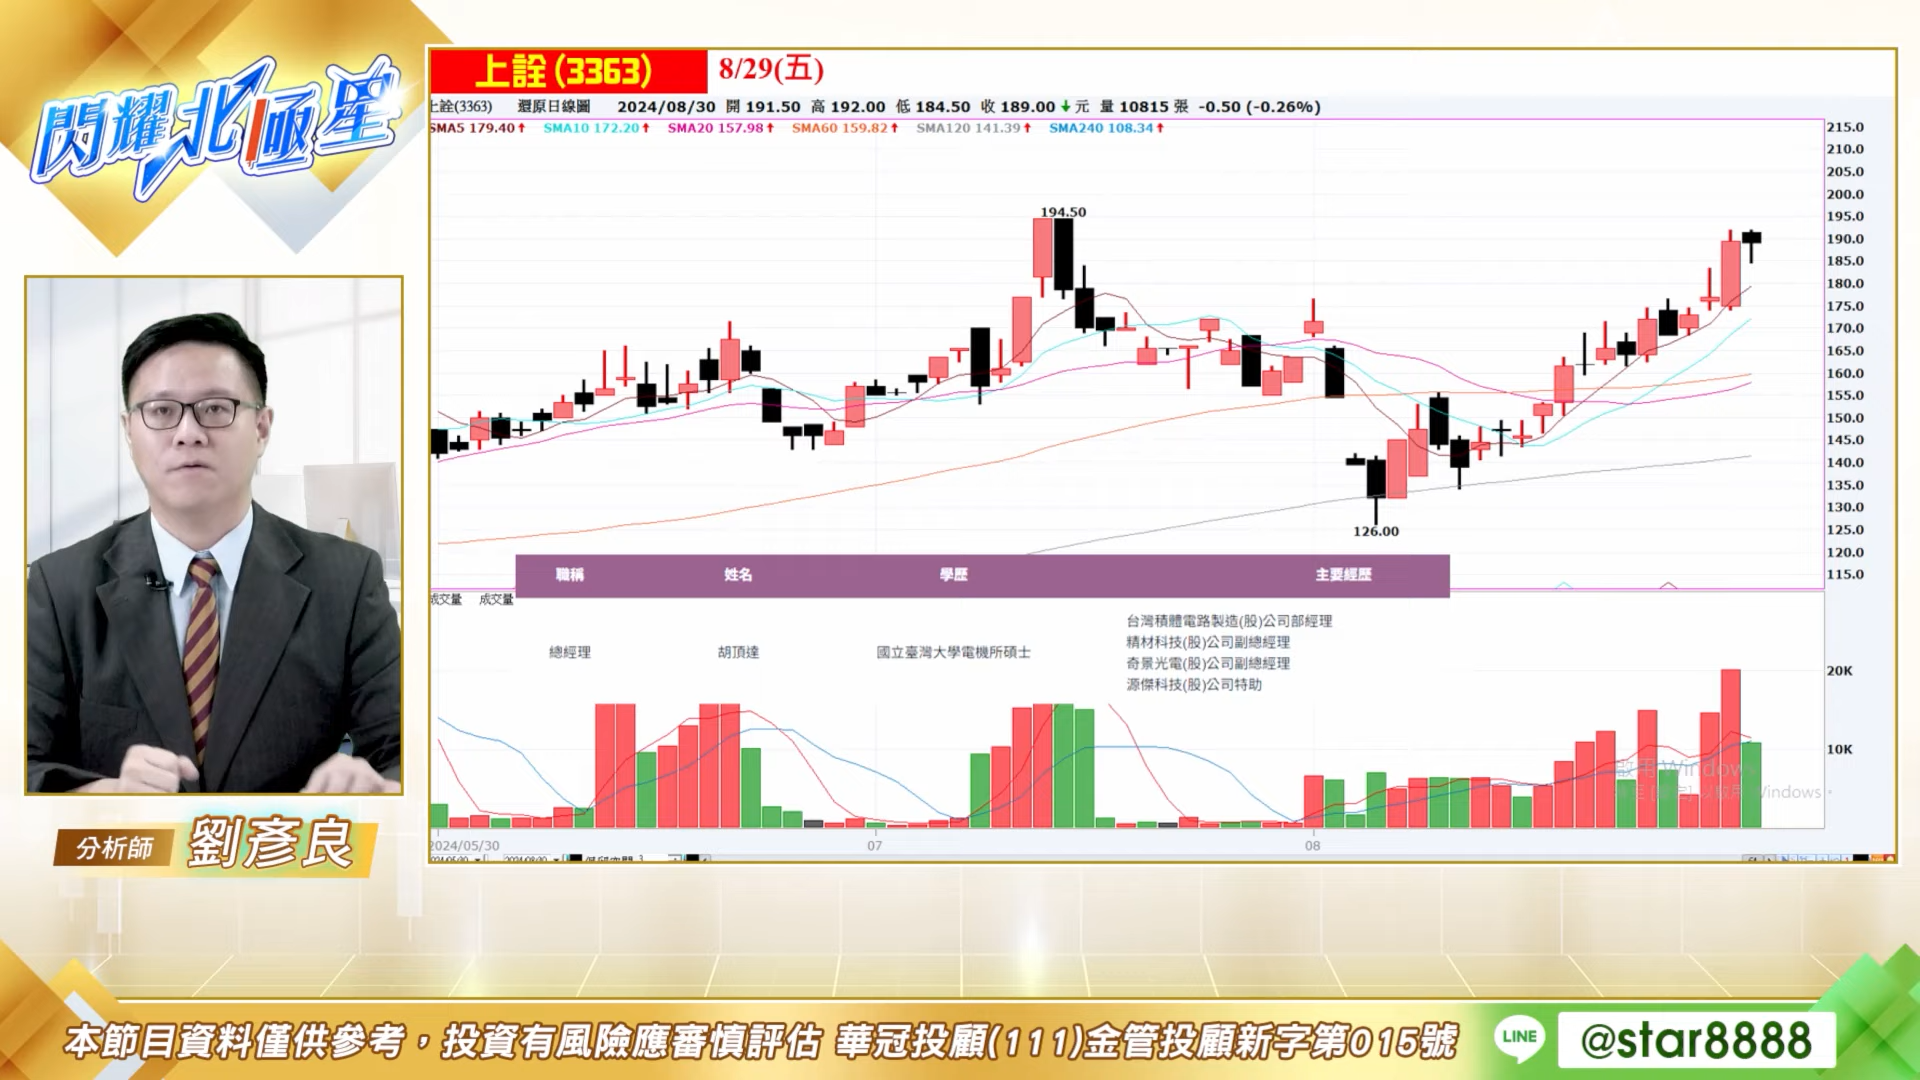 閃耀北極星
分析師 劉彥良
上詮(3363) 8/29(五)
上詮(3363) 還原日線圖 2024/08/30 開 191.50 高 192.00 低 184.50 收 189.00 元 量 10815 張 -0.50 (-0.26%)
SMA5 179.40 SMA10 172.20 SMA20 157.98 SMA60 159.82 SMA120 141.39 SMA240 108.34
215.0
210.0
205.0
200.0
195.0
190.0
185.0
180.0
175.0
170.0
165.0
160.0
155.0
150.0
145.0
140.0
135.0
130.0
125.0
120.0
115.0
194.50
126.00
職稱 姓名 學歷 主要經歷
成交量 成交量
總經理 胡頂達 國立臺灣大學電機所碩士
台灣積體電路製造(股)公司部經理
精材科技(股)公司副總經理
奇景光電(股)公司副總經理
源傑科技(股)公司特助
20K
10K
啟用 Windows
2024/05/30 07 08
本節目資料僅供參考，投資有風險應審慎評估 華冠投顧(111)金管投顧新字第015號
LINE @star8888